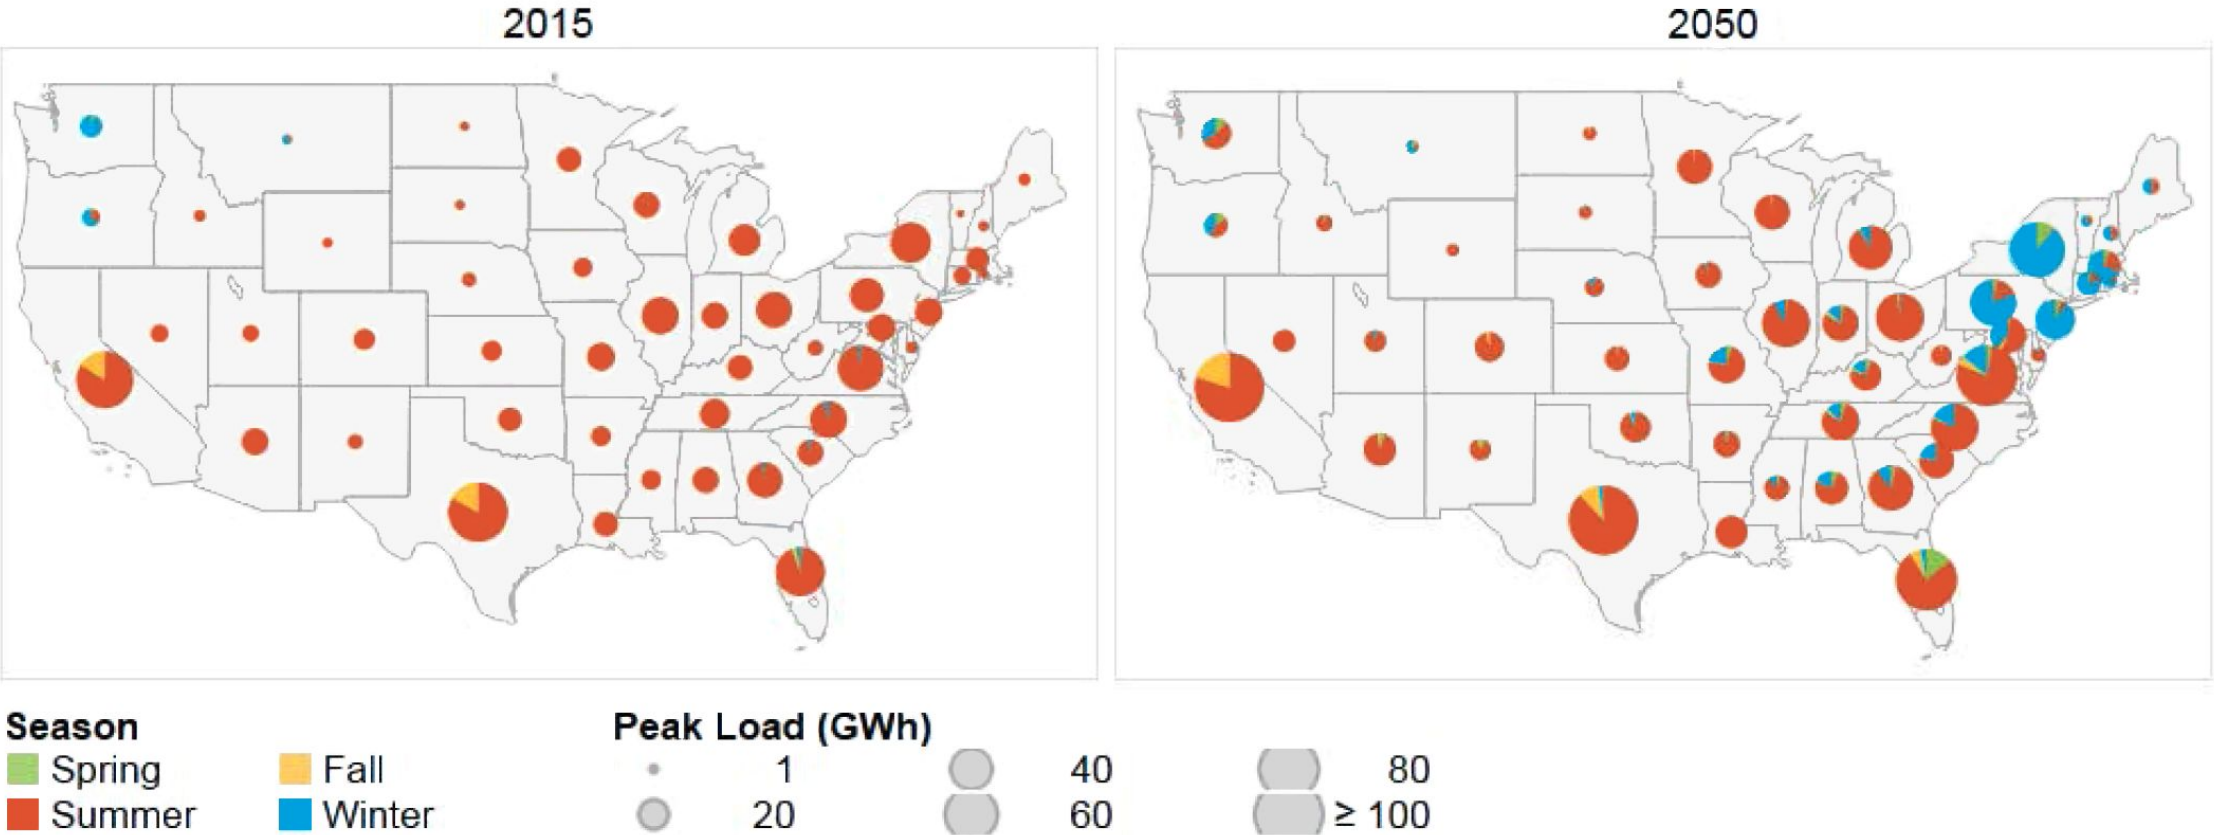 2015 2050
Season Peak Load (GWh)
Spring Fall 1 40 80
Summer Winter 20 60 ≥ 100